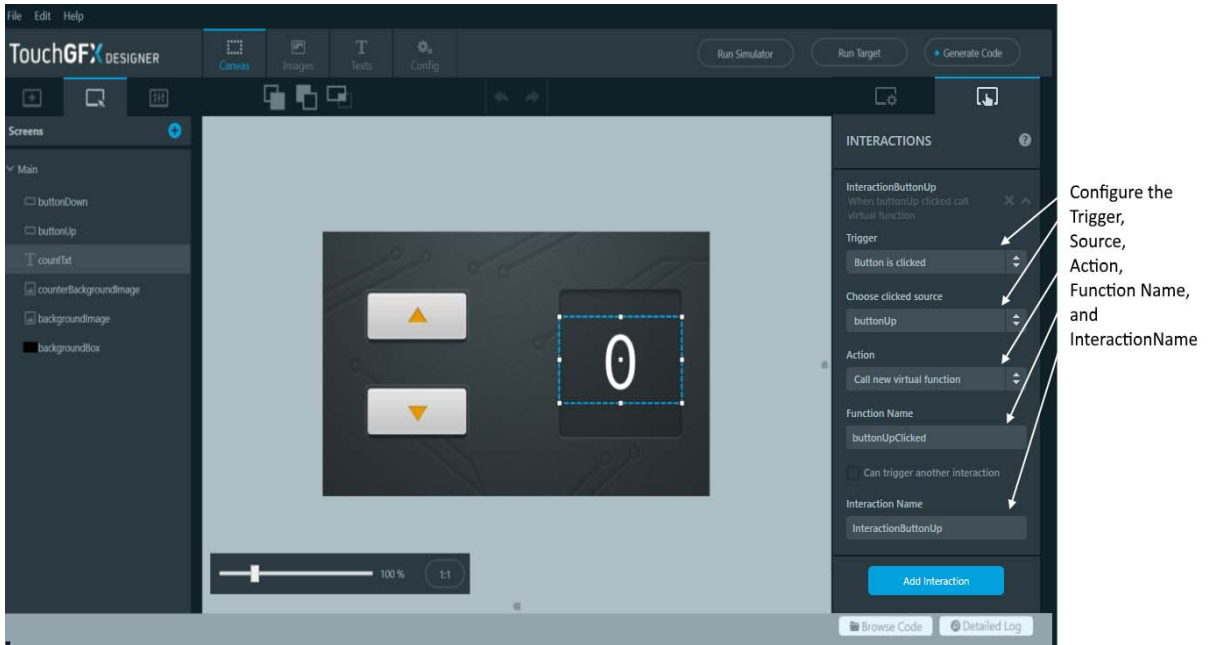 File Edit Help
TouchGFX DESIGNER
Canvas
Images
Texts
Config
Run Simulator
Run Target
Generate Code
Screens
Main
buttonDown
buttonUp
countTxt
counterBackgroundImage
backgroundImage
backgroundBox
0
100 %
1:1
INTERACTIONS
InteractionButtonUp
When buttonUp clicked call
virtual function
Trigger
Button is clicked
Choose clicked source
buttonUp
Action
Call new virtual function
Function Name
buttonUpClicked
Can trigger another interaction
Interaction Name
InteractionButtonUp
Add Interaction
Browse Code
Detailed Log
Configure the
Trigger,
Source,
Action,
Function Name,
and
InteractionName